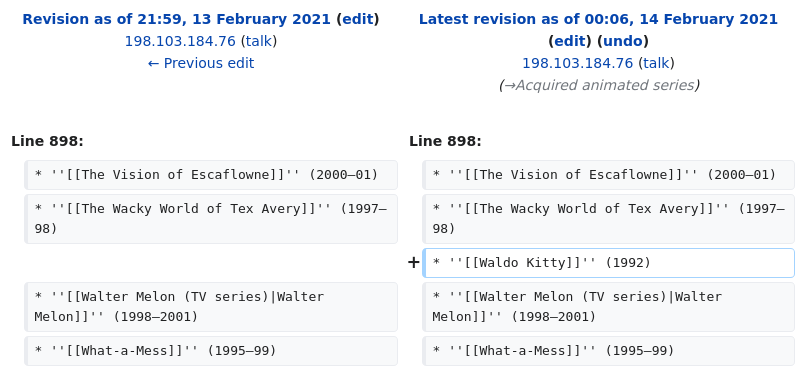 Revision as of 21:59, 13 February 2021 (edit)
198.103.184.76 (talk)
← Previous edit
Latest revision as of 00:06, 14 February 2021
(edit) (undo)
198.103.184.76 (talk)
(→Acquired animated series)
Line 898:
* ''[[The Vision of Escaflowne]]'' (2000–01)
* ''[[The Wacky World of Tex Avery]]'' (1997–
98)
* ''[[Walter Melon (TV series)|Walter
Melon]]'' (1998–2001)
* ''[[What-a-Mess]]'' (1995–99)
Line 898:
* ''[[The Vision of Escaflowne]]'' (2000–01)
* ''[[The Wacky World of Tex Avery]]'' (1997–
98)
+ * ''[[Waldo Kitty]]'' (1992)
* ''[[Walter Melon (TV series)|Walter
Melon]]'' (1998–2001)
* ''[[What-a-Mess]]'' (1995–99)